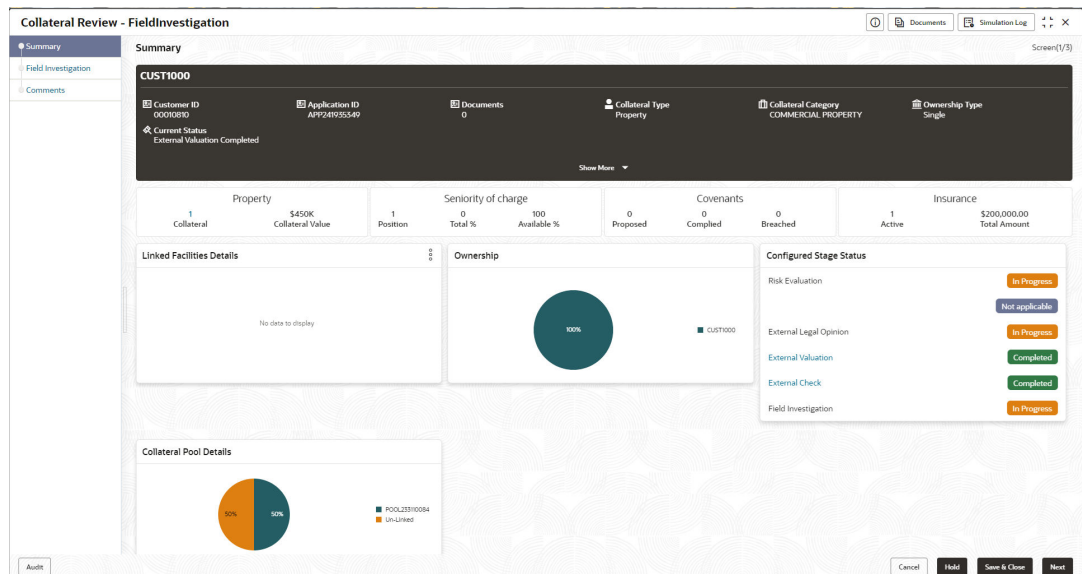 Collateral Review - FieldInvestigation
Documents
Simulation Log
Summary
Field Investigation
Comments
Summary
Screen(1/3)
CUST1000
Customer ID
00010810
Application ID
APP241935349
Documents
0
Collateral Type
Property
Collateral Category
COMMERCIAL PROPERTY
Ownership Type
Single
Current Status
External Valuation Completed
Show More
Property
1
Collateral
$450K
Collateral Value
Seniority of charge
1
Position
0
Total %
100
Available %
Covenants
0
Proposed
0
Complied
0
Breached
Insurance
1
Active
$200,000.00
Total Amount
Linked Facilities Details
No data to display
Ownership
100%
CUST1000
Configured Stage Status
Risk Evaluation
In Progress
Not applicable
External Legal Opinion
In Progress
External Valuation
Completed
External Check
Completed
Field Investigation
In Progress
Collateral Pool Details
50%
50%
POOL233110084
Un-Linked
Audit
Cancel
Hold
Save & Close
Next